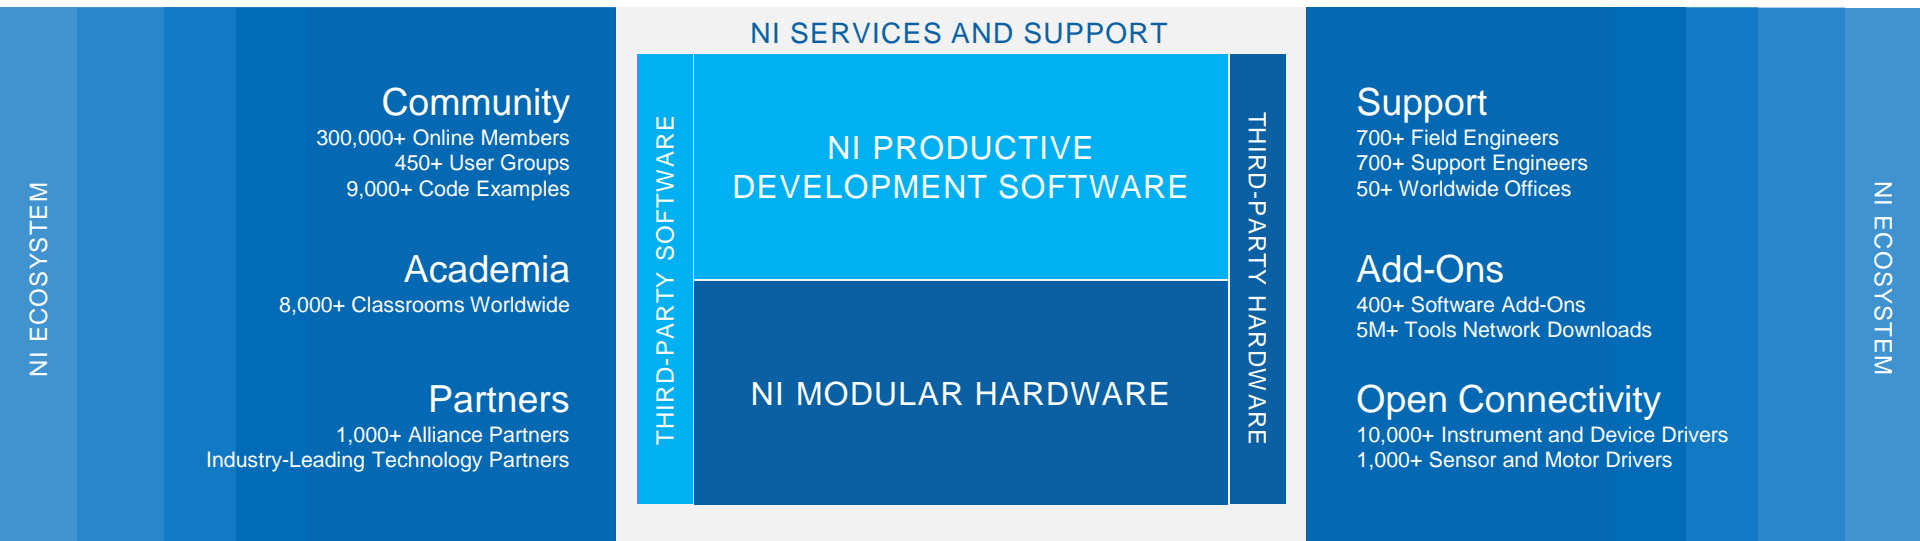 NI ECOSYSTEM
Community
300,000+ Online Members
450+ User Groups
9,000+ Code Examples
Academia
8,000+ Classrooms Worldwide
Partners
1,000+ Alliance Partners
Industry-Leading Technology Partners
NI SERVICES AND SUPPORT
THIRD-PARTY SOFTWARE
NI PRODUCTIVE
DEVELOPMENT SOFTWARE
NI MODULAR HARDWARE
THIRD-PARTY HARDWARE
Support
700+ Field Engineers
700+ Support Engineers
50+ Worldwide Offices
Add-Ons
400+ Software Add-Ons
5M+ Tools Network Downloads
Open Connectivity
10,000+ Instrument and Device Drivers
1,000+ Sensor and Motor Drivers
NI ECOSYSTEM